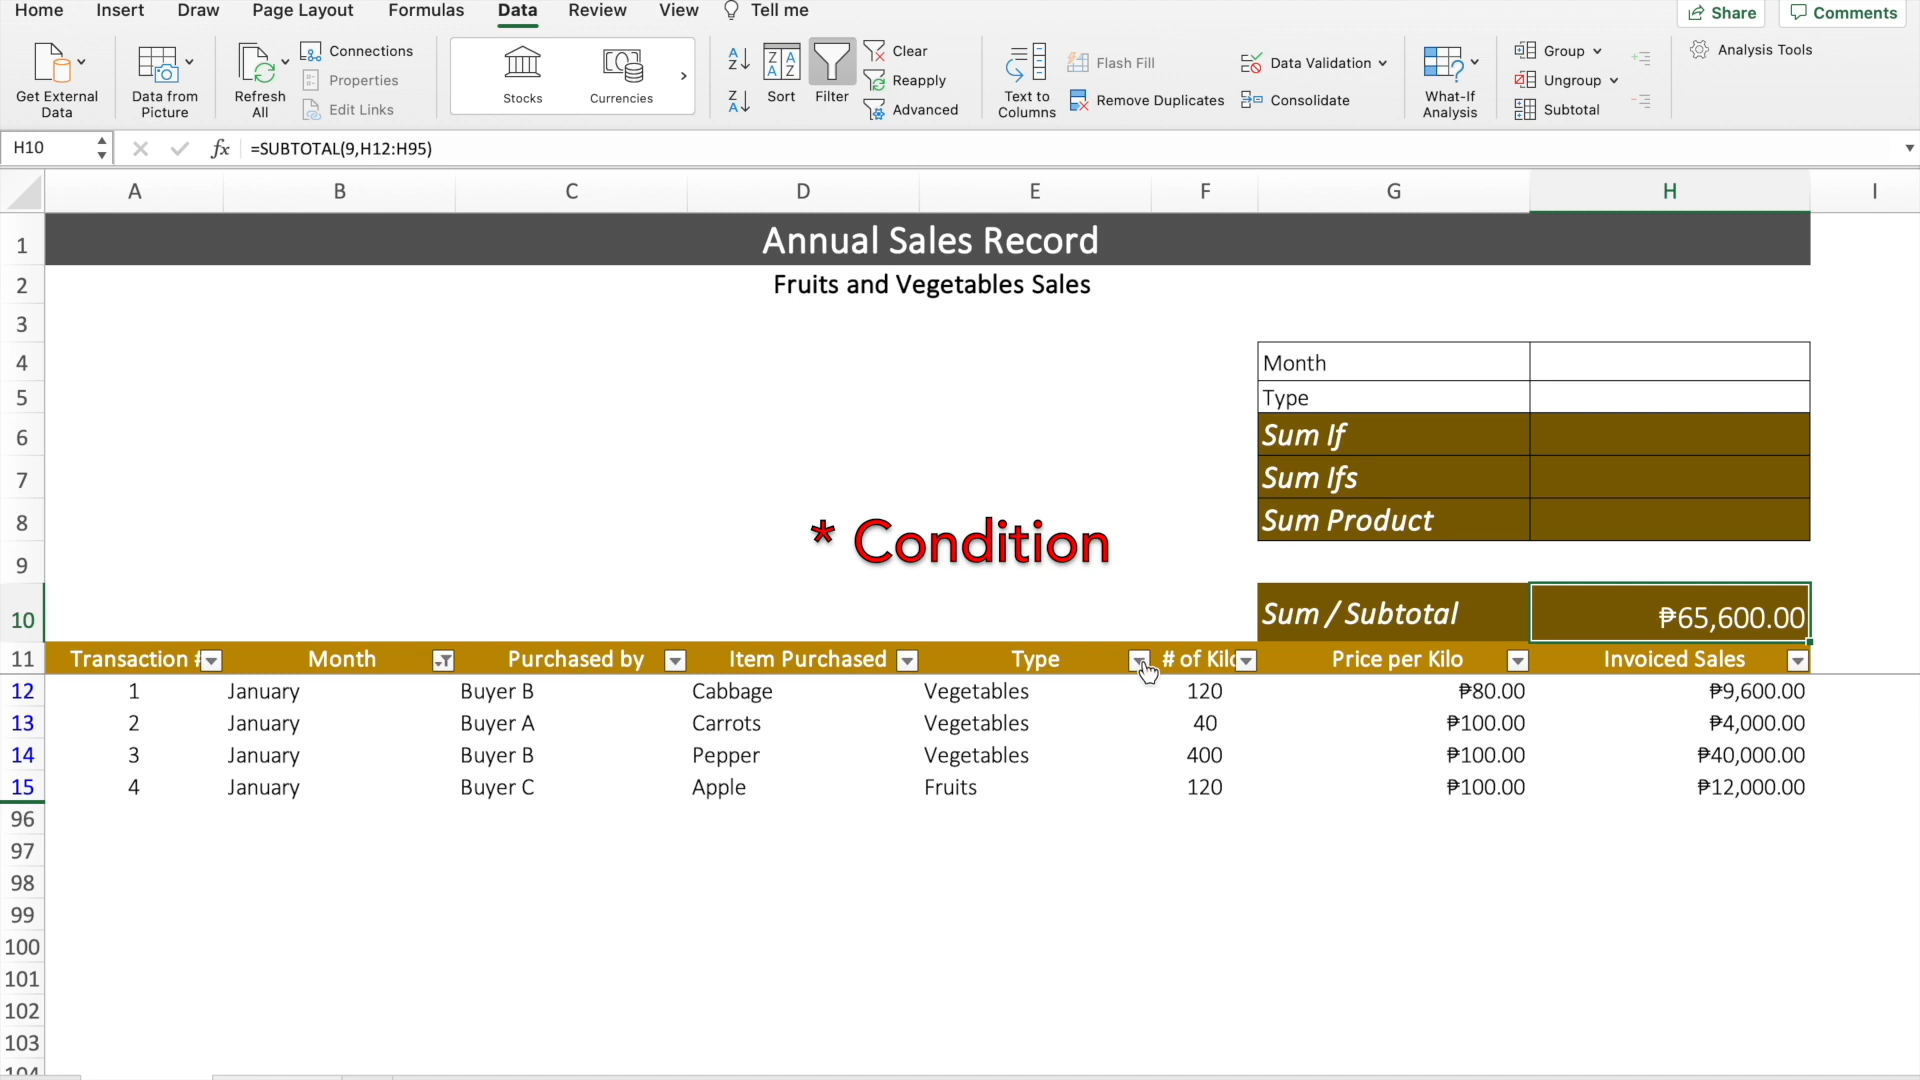 Home Insert Draw Page Layout Formulas Data Review View Tell me Share Comments
Get External Data
Data from Picture
Refresh All
Connections
Properties
Edit Links
Stocks
Currencies
Sort
Filter
Clear
Reapply
Advanced
Text to Columns
Flash Fill
Remove Duplicates
Data Validation
Consolidate
What-If Analysis
Group
Ungroup
Subtotal
Analysis Tools
H10 fx =SUBTOTAL(9,H12:H95)
A B C D E F G H I
1 Annual Sales Record
2 Fruits and Vegetables Sales
3
4 Month
5 Type
6 Sum If
7 Sum Ifs
8 Sum Product
* Condition
9
10 Sum / Subtotal ₱65,600.00
11 Transaction # Month Purchased by Item Purchased Type # of Kilo Price per Kilo Invoiced Sales
12 1 January Buyer B Cabbage Vegetables 120 ₱80.00 ₱9,600.00
13 2 January Buyer A Carrots Vegetables 40 ₱100.00 ₱4,000.00
14 3 January Buyer B Pepper Vegetables 400 ₱100.00 ₱40,000.00
15 4 January Buyer C Apple Fruits 120 ₱100.00 ₱12,000.00
96
97
98
99
100
101
102
103
104